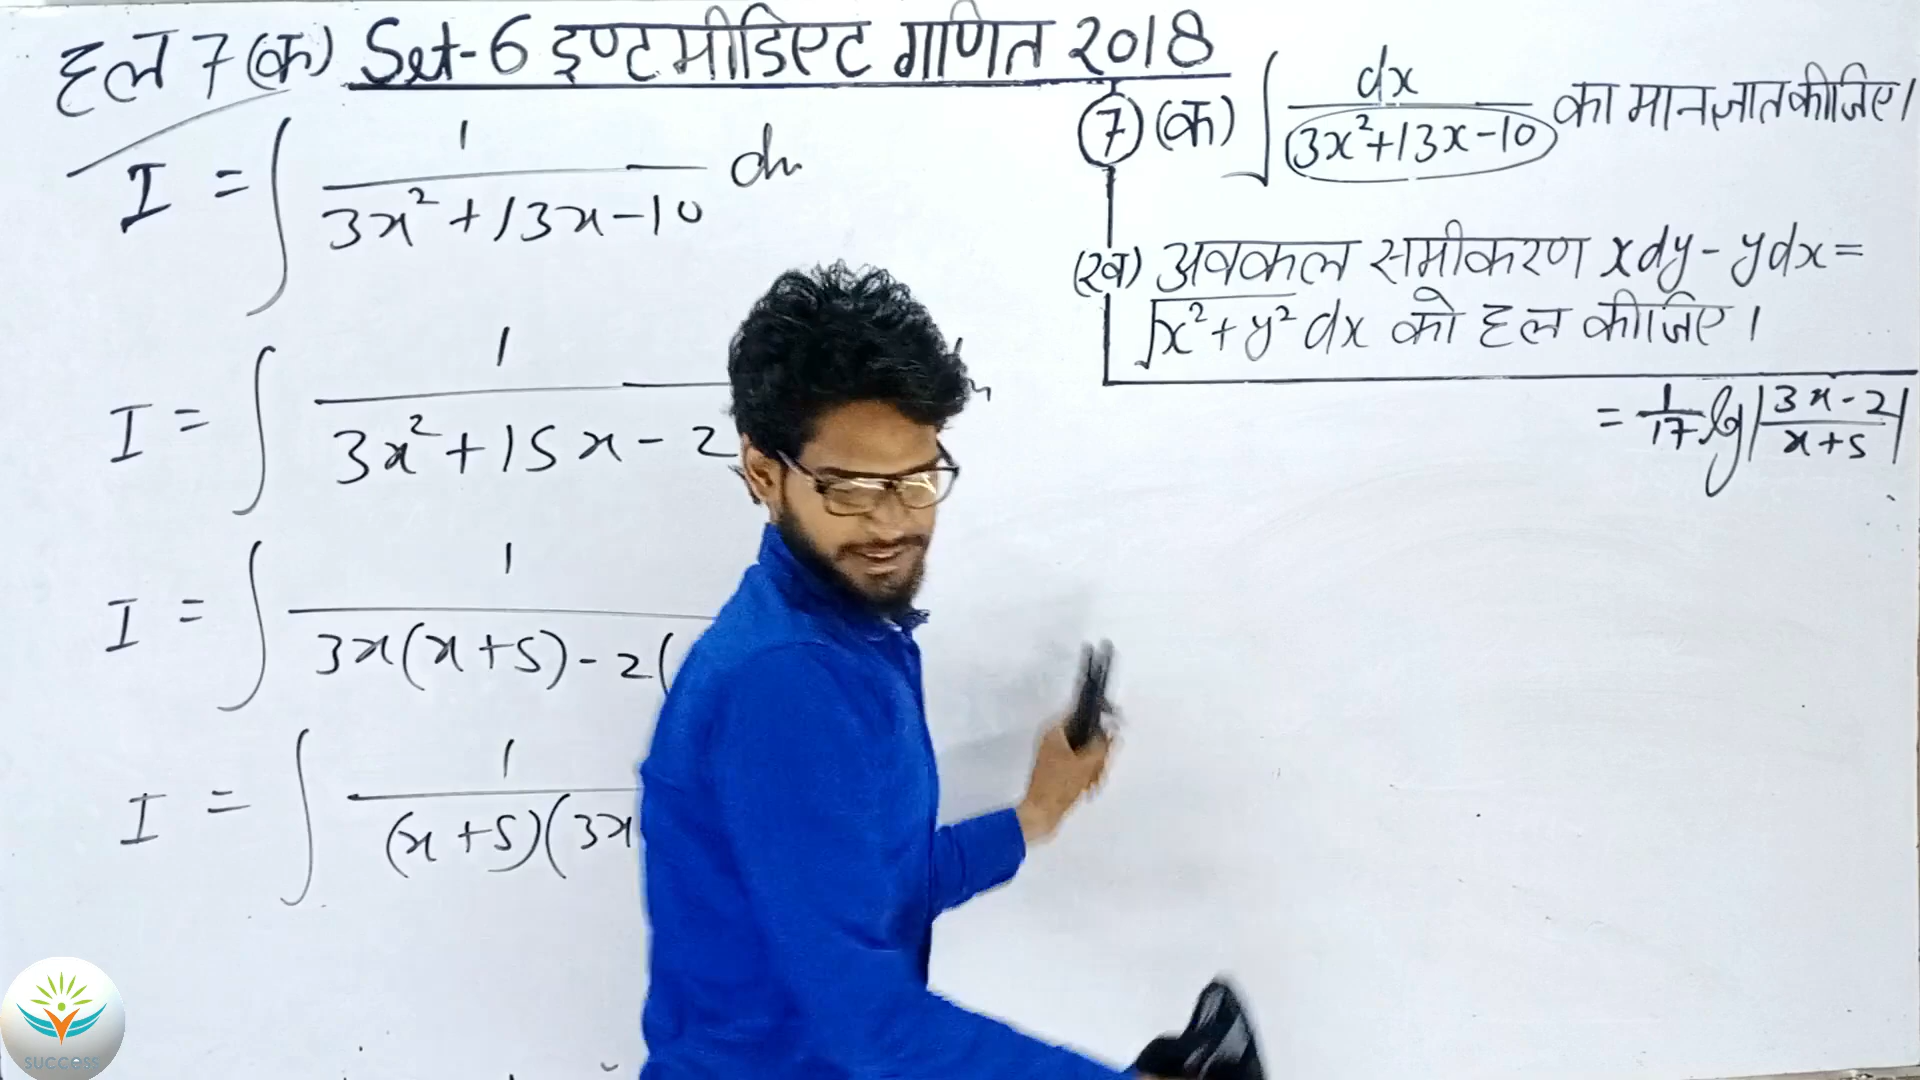 हल 7 (क) Set-6 इण्टरमीडिएट गणित 2018
I = ∫ 1 / (3x² + 13x - 10) dx
I = ∫ 1 / 3x² + 15x - 2
I = ∫ 1 / 3x(x+5) - 2(
I = ∫ 1 / (x+5)(3x
7 (क) ∫ dx / (3x²+13x-10) का मान ज्ञात कीजिए।
(ख) अवकल समीकरण xdy - ydx =
√x²+y² dx को हल कीजिए।
= 1/17 log |3x-2 / x+5|
SUCCESS